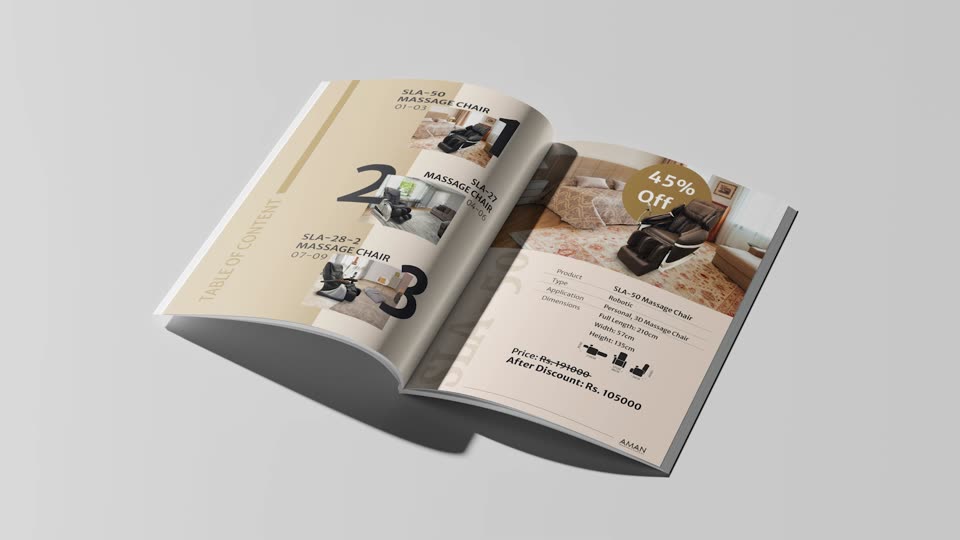 TABLE OF CONTENT
SLA-50
MASSAGE CHAIR
01-03
1
2
SLA-27
MASSAGE CHAIR
04-06
SLA-28-2
MASSAGE CHAIR
07-09
3
45%
Off
Product
SLA-50 Massage Chair
Type
Robotic
Application
Personal, 3D Massage Chair
Dimensions
Full Length: 210cm
Width: 57cm
Height: 135cm
Price: Rs. 191000
After Discount: Rs. 105000
AMAN